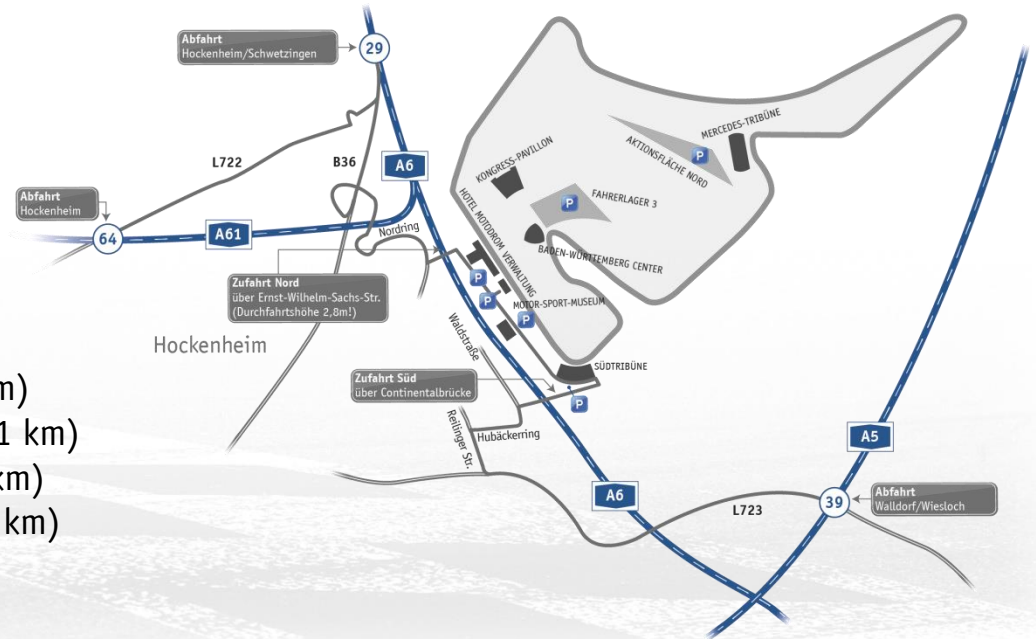 Abfahrt
Hockenheim/Schwetzingen
29
MERCEDES-TRIBÜNE
P
AKTIONSFLÄCHE NORD
KONGRESS-PAVILLON
L722
B36
A6
FAHRERLAGER 3
P
Abfahrt
Hockenheim
64
A61
Nordring
HOTEL MOTODROM VERWALTUNG
BADEN-WÜRTTEMBERG CENTER
Zufahrt Nord
über Ernst-Wilhelm-Sachs-Str.
(Durchfahrtshöhe 2,8m!)
P
P
MOTOR-SPORT-MUSEUM
P
Hockenheim
Waldstraße
SÜDTRIBÜNE
Zufahrt Süd
über Continentalbrücke
P
m)
1 km)
km)
km)
Reilinger Str.
Hubäckerring
A5
A6
L723
39
Abfahrt
Walldorf/Wiesloch